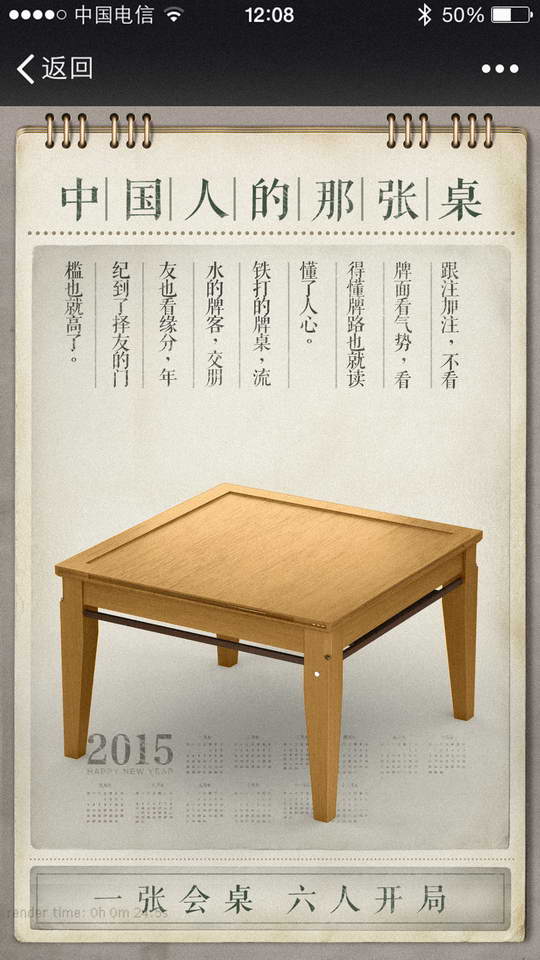 中国电信
12:08
50%
返回
中国人的那张桌
跟注加注，不看
牌面看气势，看
得懂牌路也就读
懂了人心。
铁打的牌桌，流
水的牌客，交朋
友也看缘分，年
纪到了择友的门
槛也就高了。
2015
HAPPY NEW YEAR
一张会桌 六人开局
render time: 0h 0m